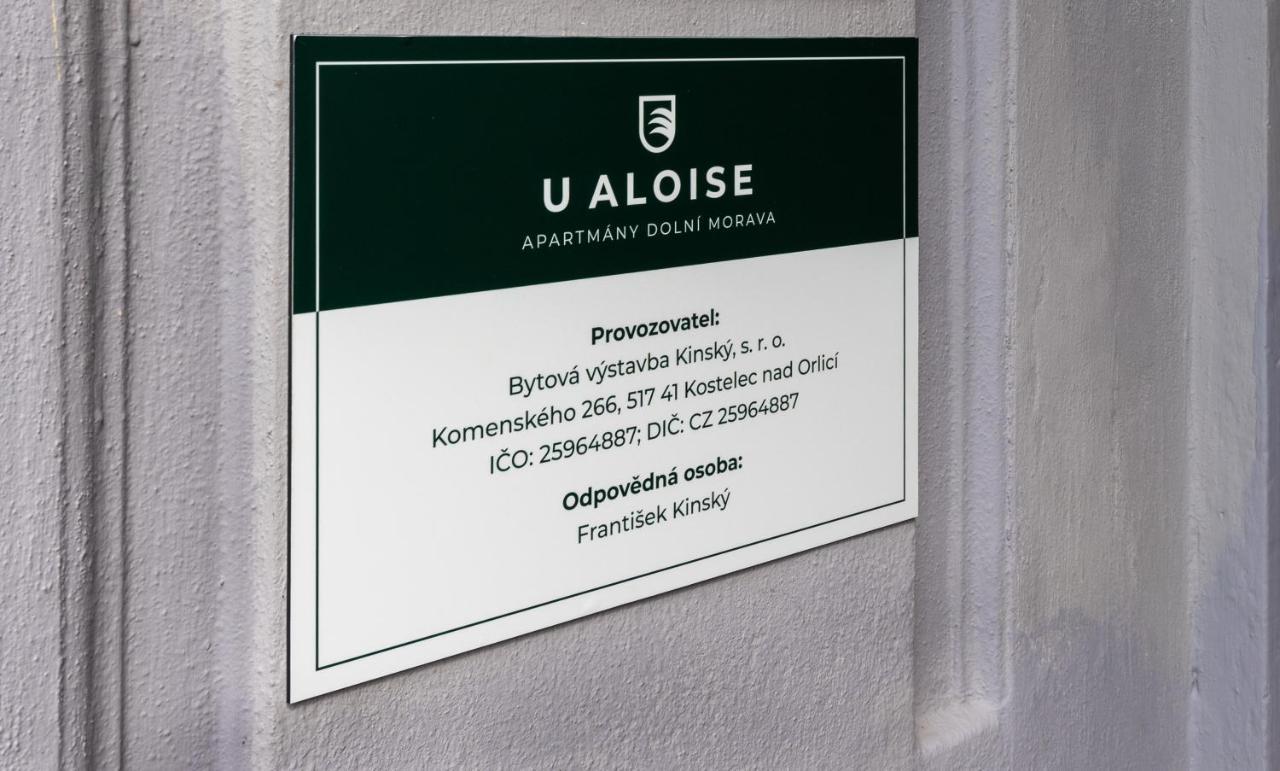 U ALOISE
APARTMÁNY DOLNÍ MORAVA
Provozovatel:
Bytová výstavba Kinský, s. r. o.
Komenského 266, 517 41 Kostelec nad Orlicí
IČO: 25964887; DIČ: CZ 25964887
Odpovědná osoba:
František Kinský